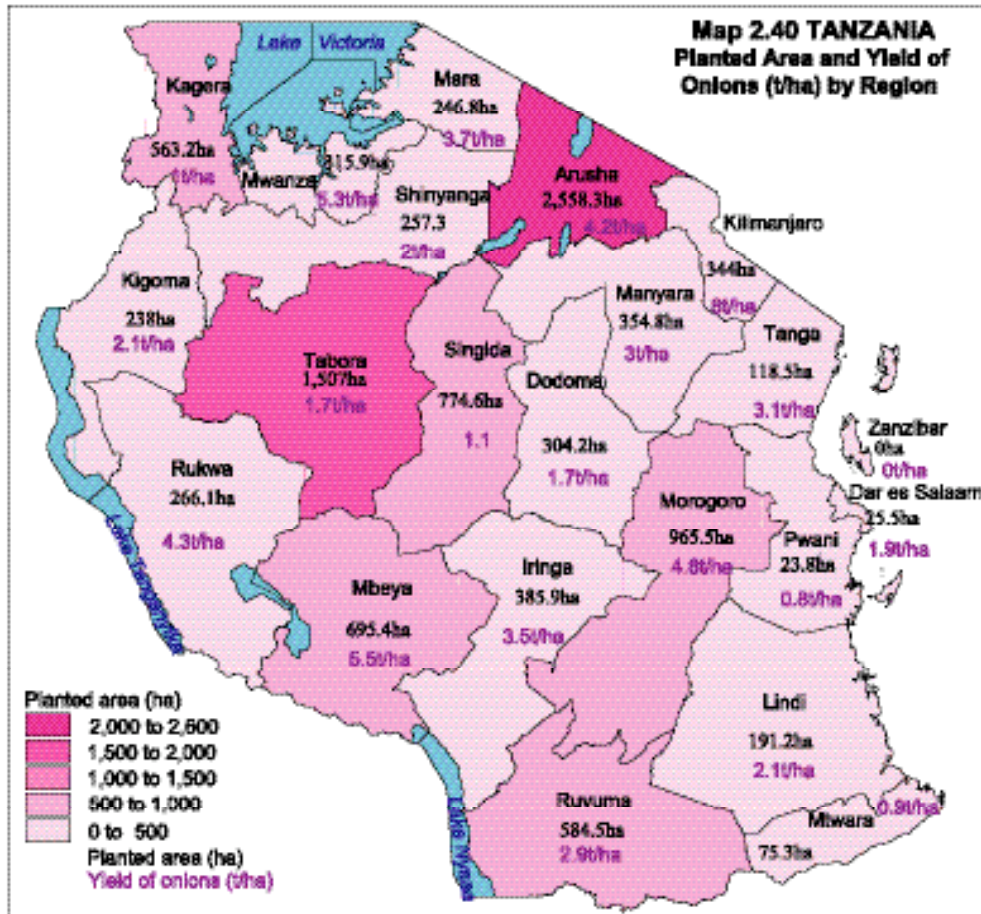 Map 2.40 TANZANIA
Planted Area and Yield of
Onions (t/ha) by Region
Lake Victoria
Kagera
563.2ha
1t/ha
Mara
246.8ha
3.7t/ha
Mwanza
315.9ha
5.3t/ha
Shinyanga
257.3
2t/ha
Arusha
2,558.3ha
4.2t/ha
Kilimanjaro
344ha
Kigoma
238ha
2.1t/ha
Tabora
1,507ha
1.7t/ha
Singida
774.6ha
1.1
Manyara
354.8ha
3t/ha
Dodoma
304.2ha
1.7t/ha
Tanga
118.5ha
3.1t/ha
Zanzibar
0ha
0t/ha
Dar es Salaam
25.5ha
1.9t/ha
Rukwa
266.1ha
4.3t/ha
Lake Tanganyika
Morogoro
965.5ha
4.8t/ha
Pwani
23.8ha
0.8t/ha
Mbeya
695.4ha
5.5t/ha
Iringa
385.9ha
3.5t/ha
Lindi
191.2ha
2.1t/ha
Ruvuma
584.5ha
2.9t/ha
Mtwara
75.3ha
0.9t/ha
Lake Nyasa
Planted area (ha)
2,000 to 2,600
1,500 to 2,000
1,000 to 1,500
500 to 1,000
0 to 500
Planted area (ha)
Yield of onions (t/ha)